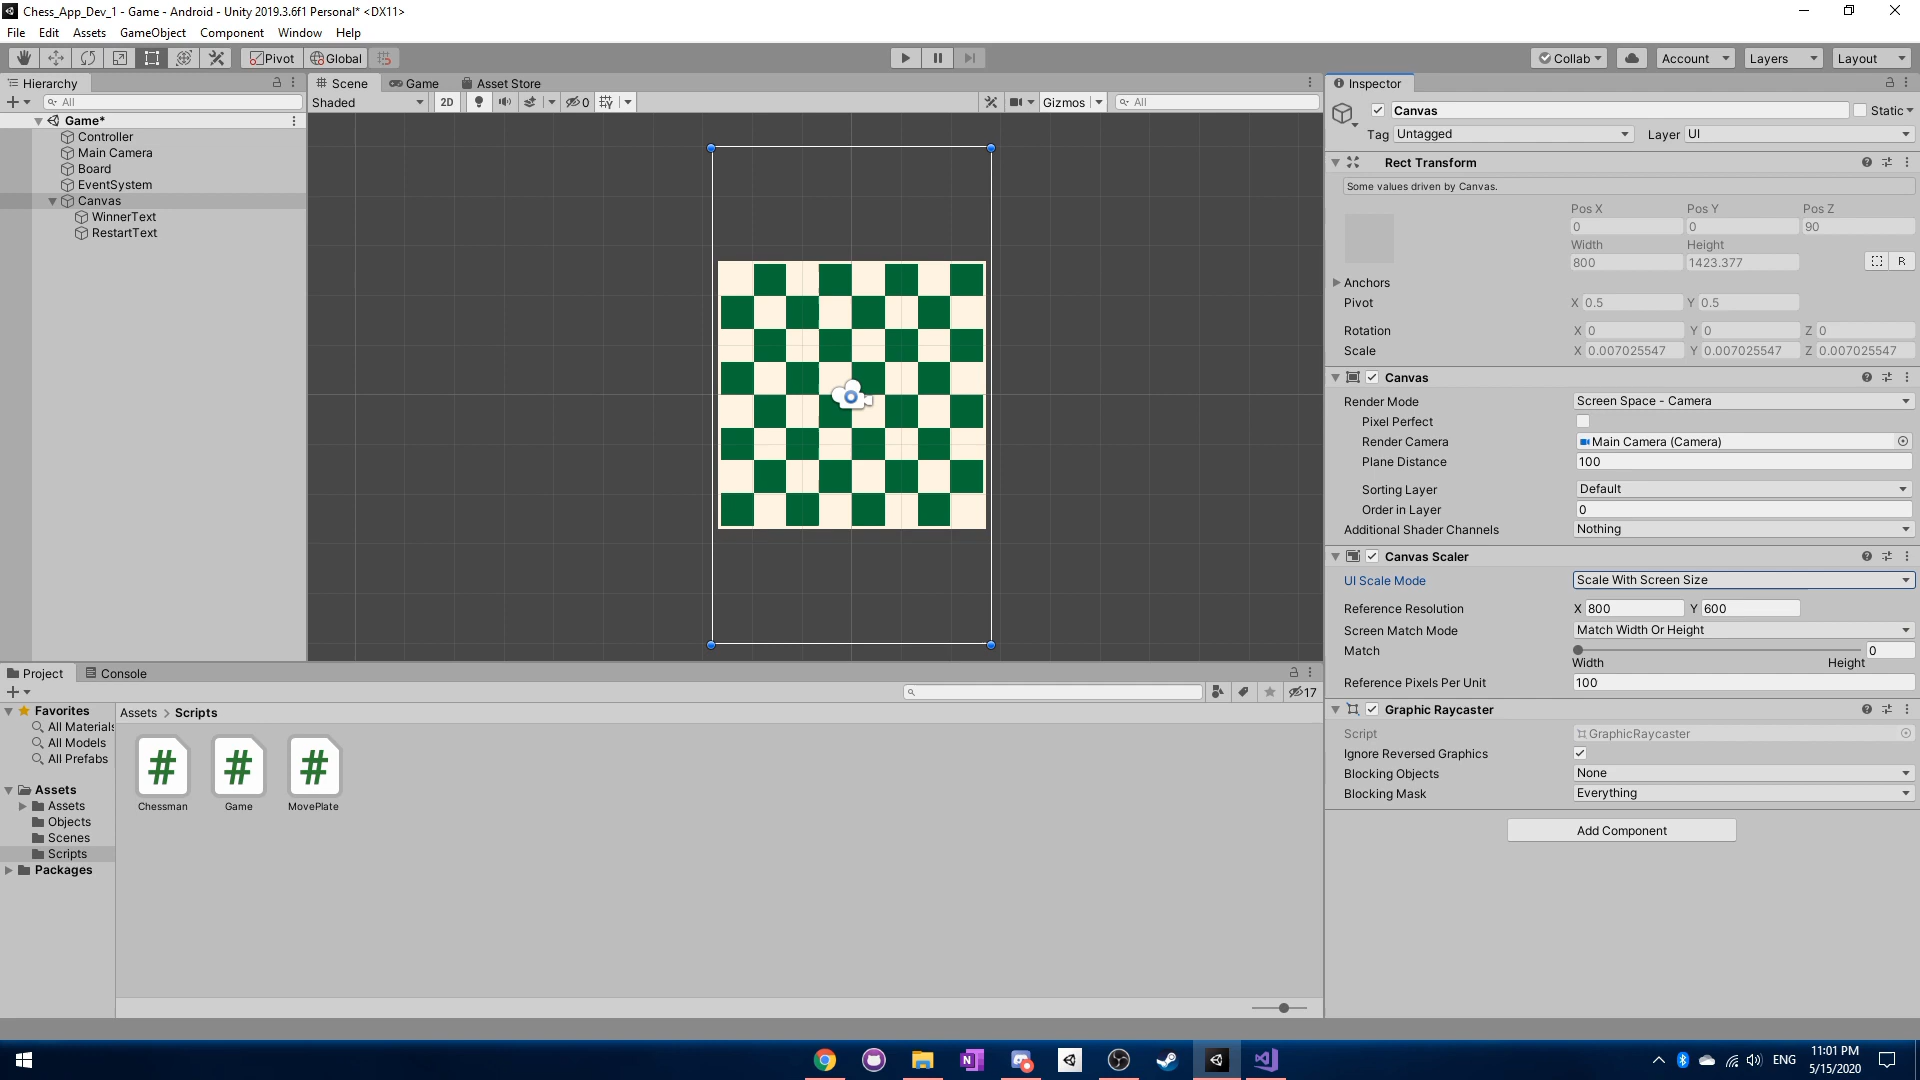 Chess_App_Dev_1 - Game - Android - Unity 2019.3.6f1 Personal* <DX11>
File Edit Assets GameObject Component Window Help
Pivot Global Collab Account Layers Layout
Hierarchy
All
Game*
Controller
Main Camera
Board
EventSystem
Canvas
WinnerText
RestartText
Scene Game Asset Store
Shaded 2D 0 Gizmos All
Inspector
Canvas Static
Tag Untagged Layer UI
Rect Transform
Some values driven by Canvas.
Pos X Pos Y Pos Z
0 0 90
Width Height
800 1423.377 R
Anchors
Pivot X 0.5 Y 0.5
Rotation X 0 Y 0 Z 0
Scale X 0.007025547 Y 0.007025547 Z 0.007025547
Canvas
Render Mode Screen Space - Camera
Pixel Perfect
Render Camera Main Camera (Camera)
Plane Distance 100
Sorting Layer Default
Order in Layer 0
Additional Shader Channels Nothing
Canvas Scaler
UI Scale Mode Scale With Screen Size
Reference Resolution X 800 Y 600
Screen Match Mode Match Width Or Height
Match 0
Width Height
Reference Pixels Per Unit 100
Graphic Raycaster
Script GraphicRaycaster
Ignore Reversed Graphics
Blocking Objects None
Blocking Mask Everything
Add Component
Project Console
17
Favorites
All Materials
All Models
All Prefabs
Assets
Assets
Objects
Scenes
Scripts
Packages
Assets > Scripts
# # #
Chessman Game MovePlate
ENG
11:01 PM
5/15/2020